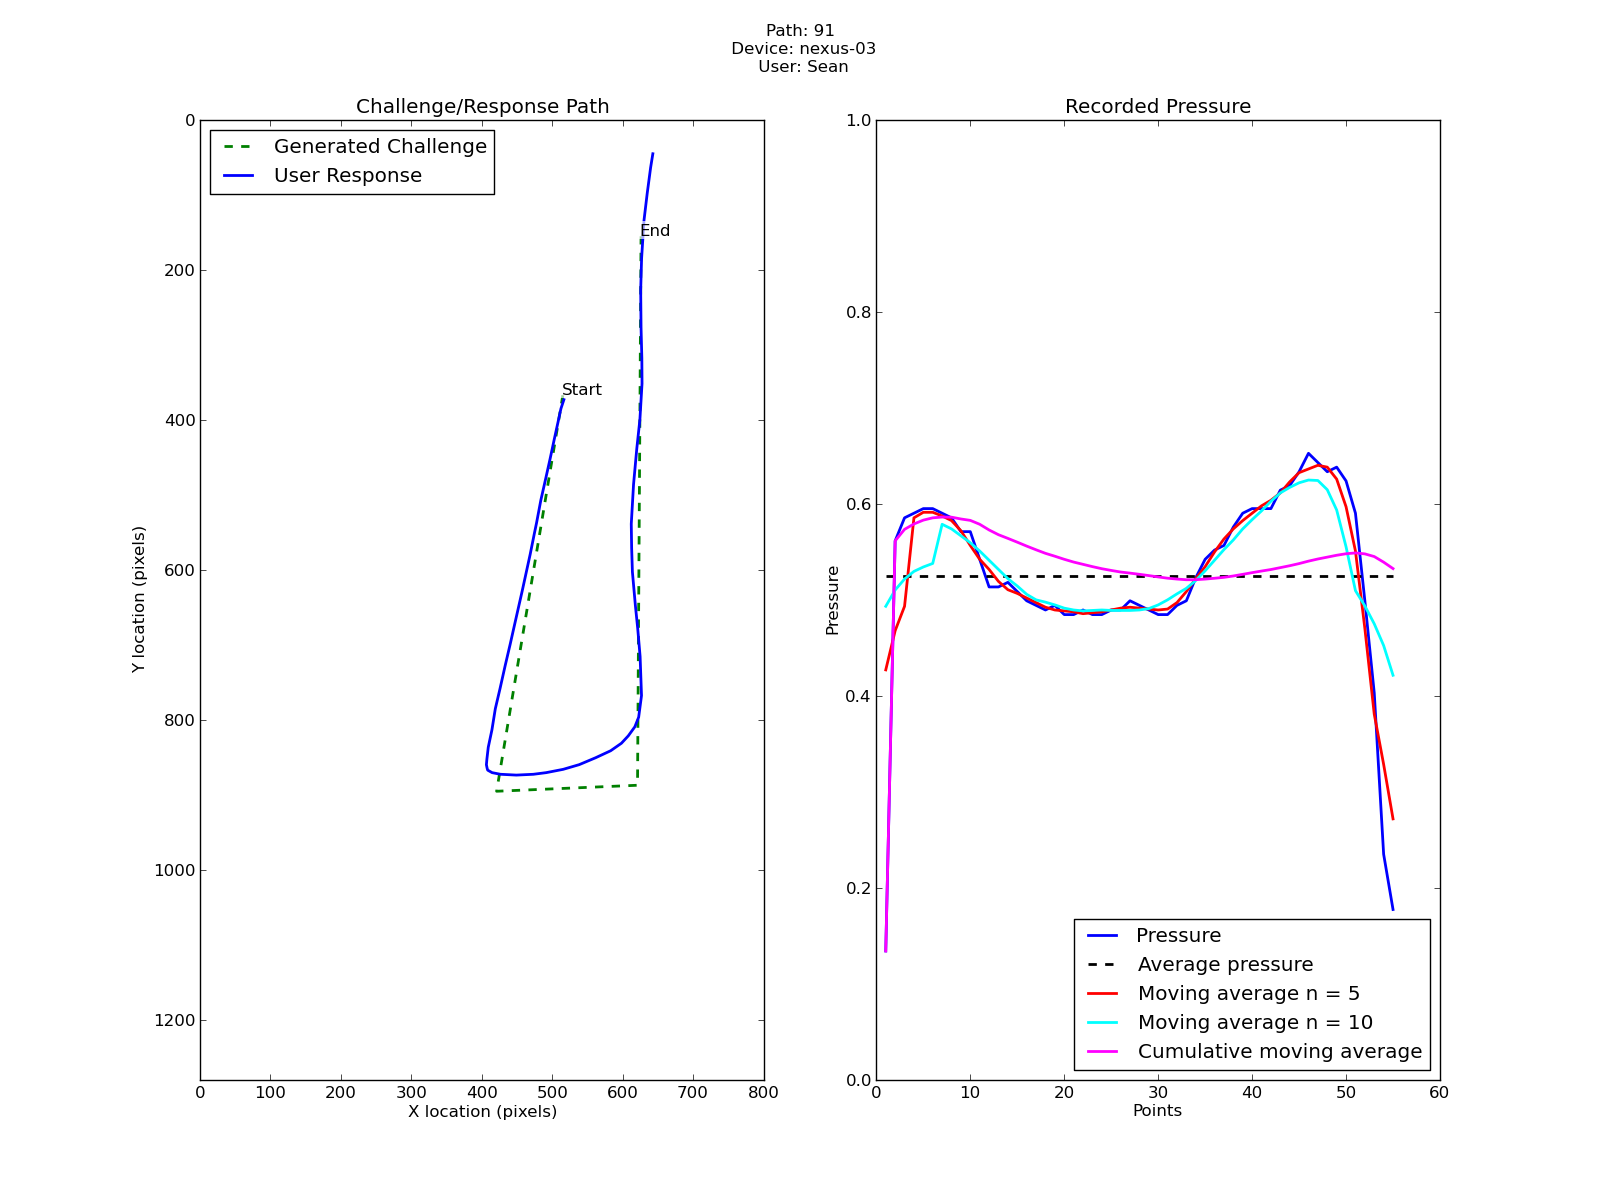 Path: 91
Device: nexus-03
User: Sean
Challenge/Response Path
Generated Challenge
User Response
End
Start
0
200
400
600
800
1000
1200
Y location (pixels)
0 100 200 300 400 500 600 700 800
X location (pixels)
Recorded Pressure
1.0
0.8
0.6
0.4
0.2
0.0
Pressure
Pressure
Average pressure
Moving average n = 5
Moving average n = 10
Cumulative moving average
0 10 20 30 40 50 60
Points